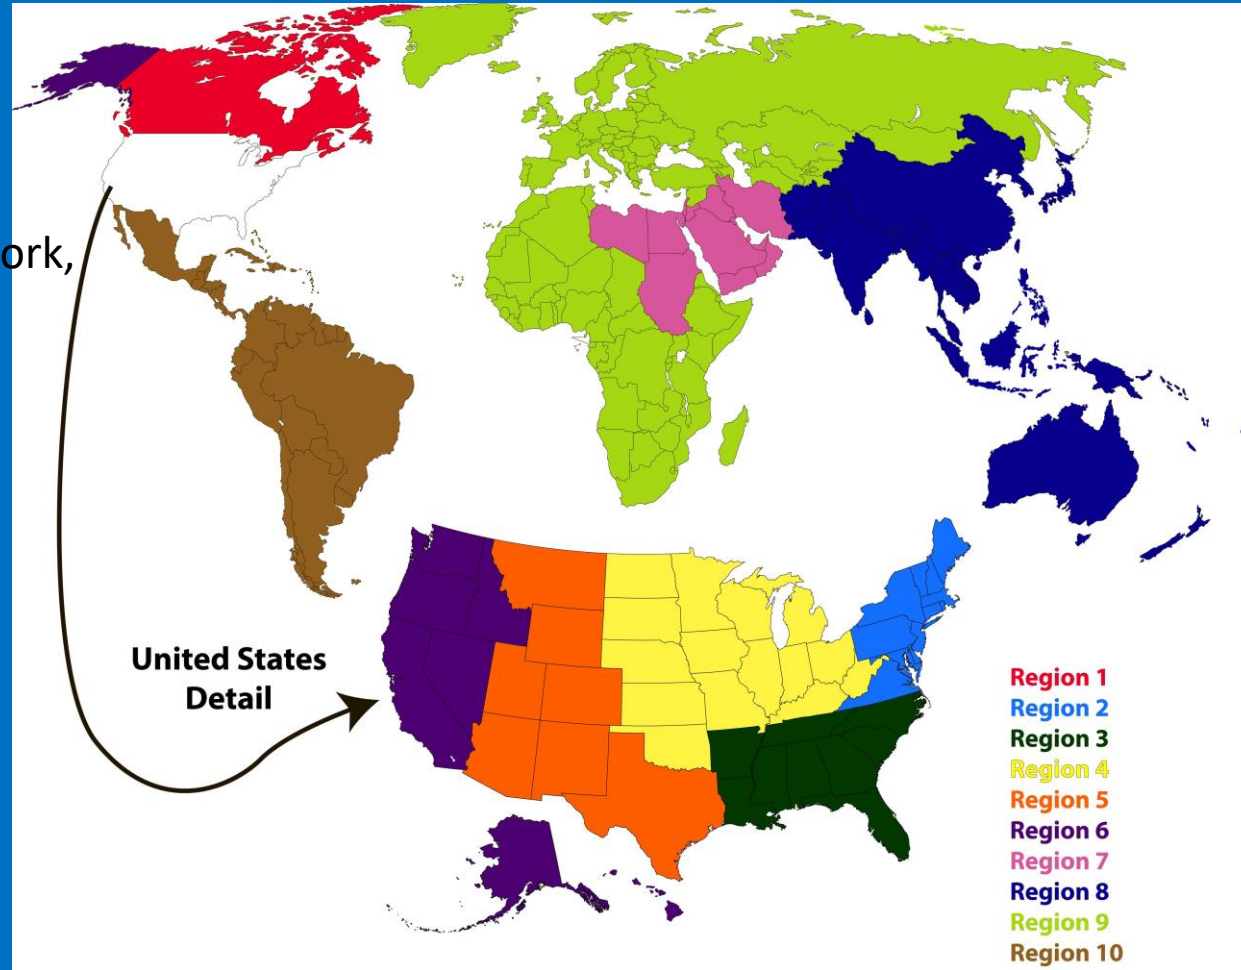 ork,
United States
Detail
Region 1
Region 2
Region 3
Region 4
Region 5
Region 6
Region 7
Region 8
Region 9
Region 10